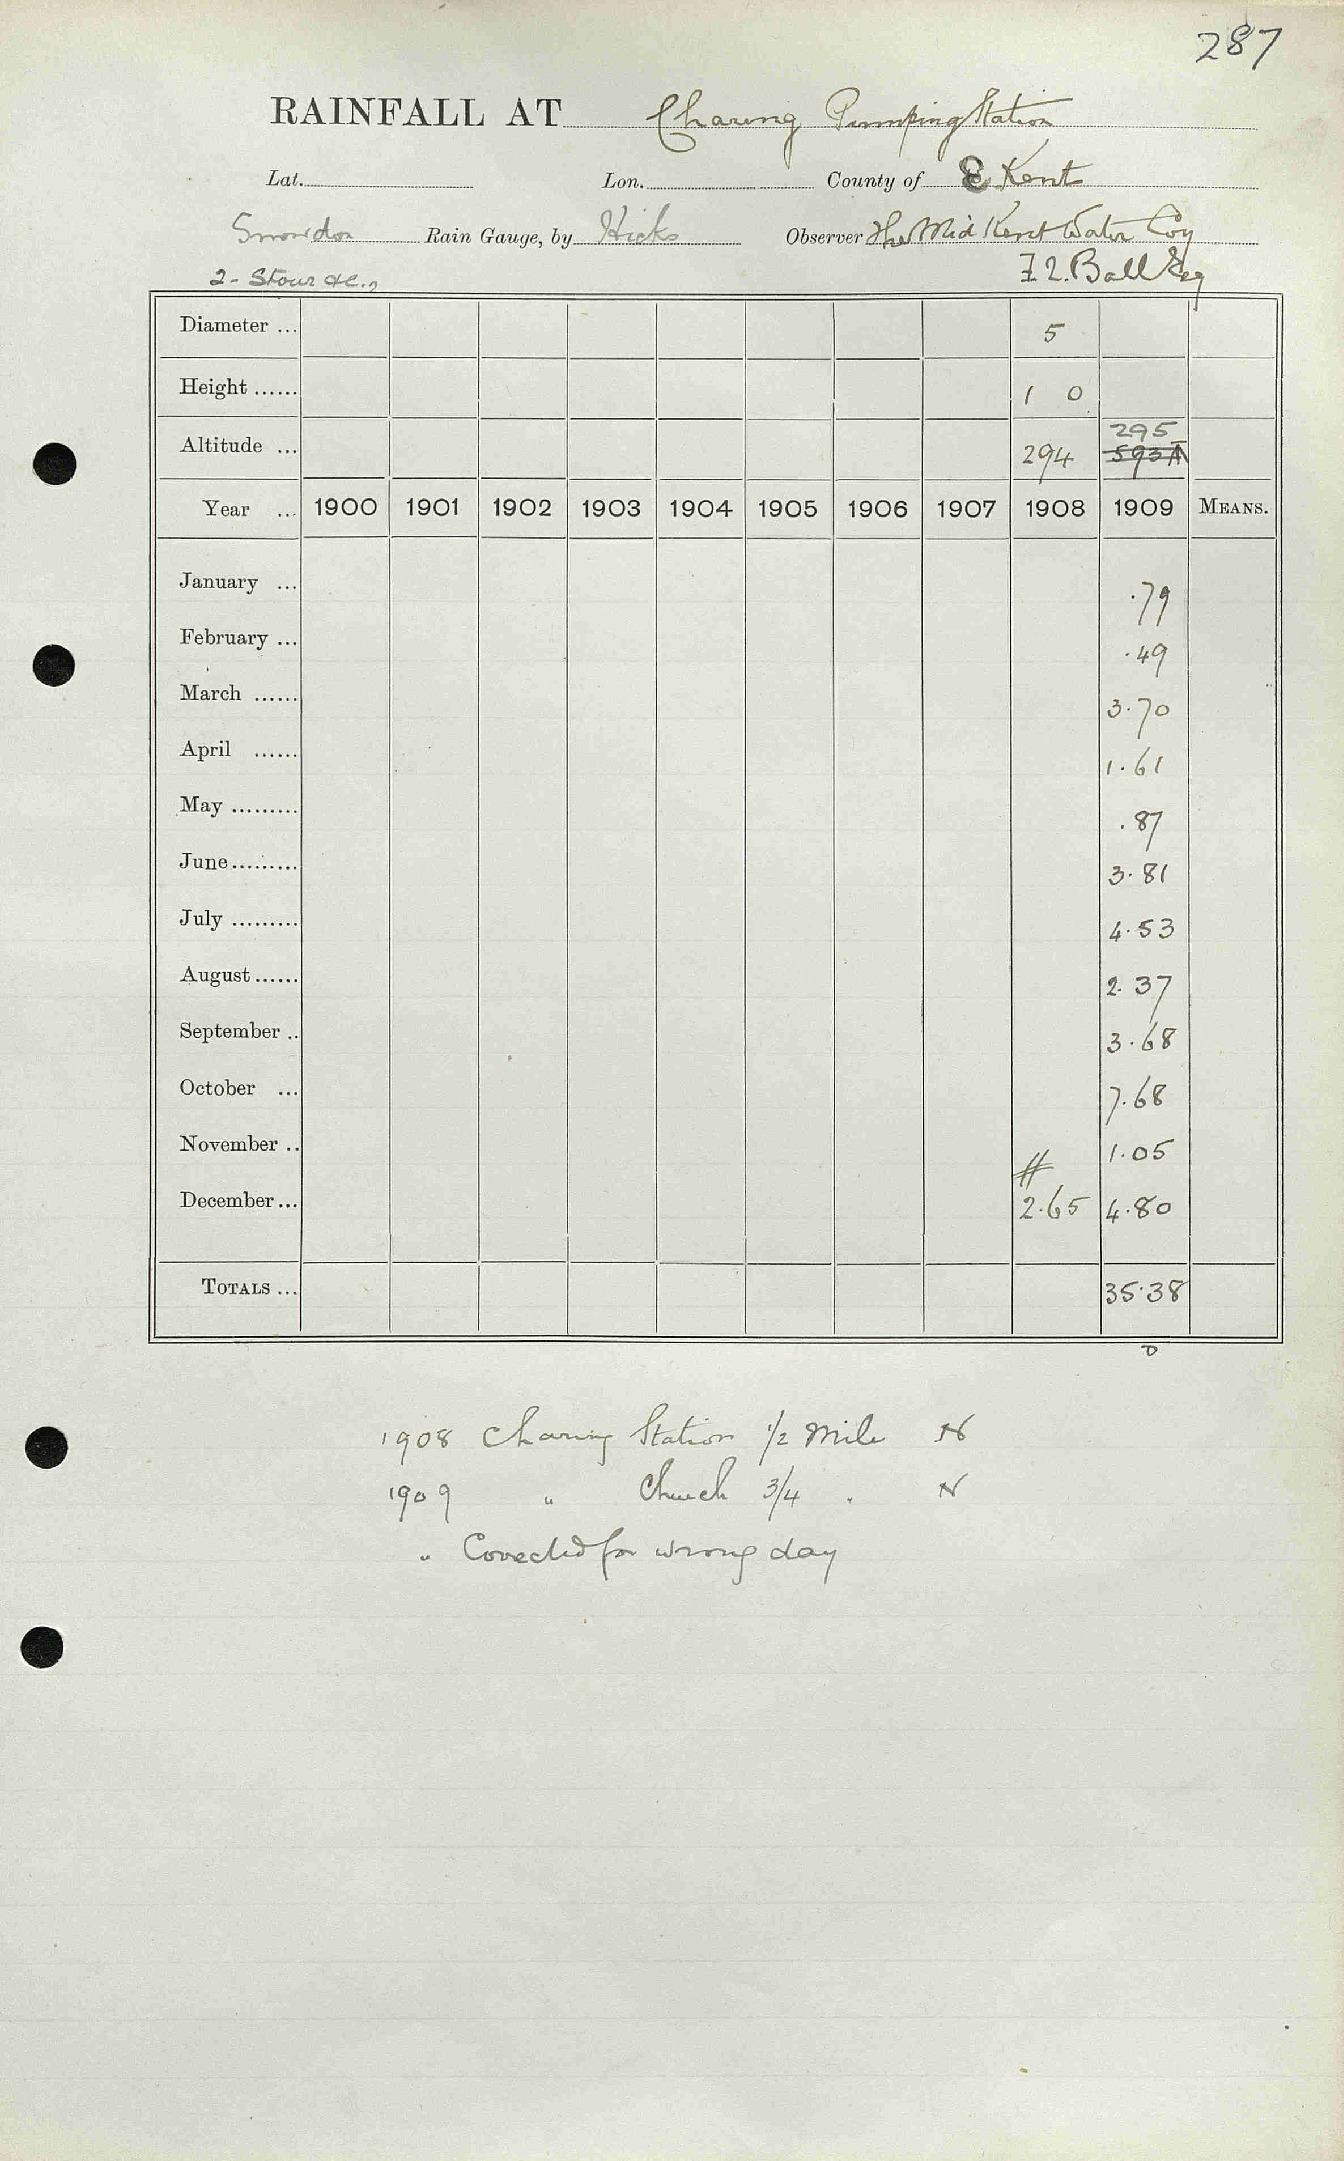 287
RAINFALL AT Charing Pumping Station
Lat. Lon. County of E Kent
Snowdon Rain Gauge, by Hicks Observer The Mid Kent Water Coy
2 - Stour &c., Ball Esq
Diameter ... 5
Height ...... 1 0
295
Altitude ... 294 593 Ā
Year ... 1900 1901 1902 1903 1904 1905 1906 1907 1908 1909 MEANS.
January ... .79
February ... .49
March ...... 3.70
April ...... 1.61
May ......... .87
June......... 3.81
July ......... 4.53
August...... 2.37
September .. 3.68
October ... 7.68
November .. # 1.05
December... 2.65 4.80
TOTALS ... 35.38
D
1908 Charing Station 1/2 Mile N
1909 " Church 3/4 . N
" Corrected for wrong day